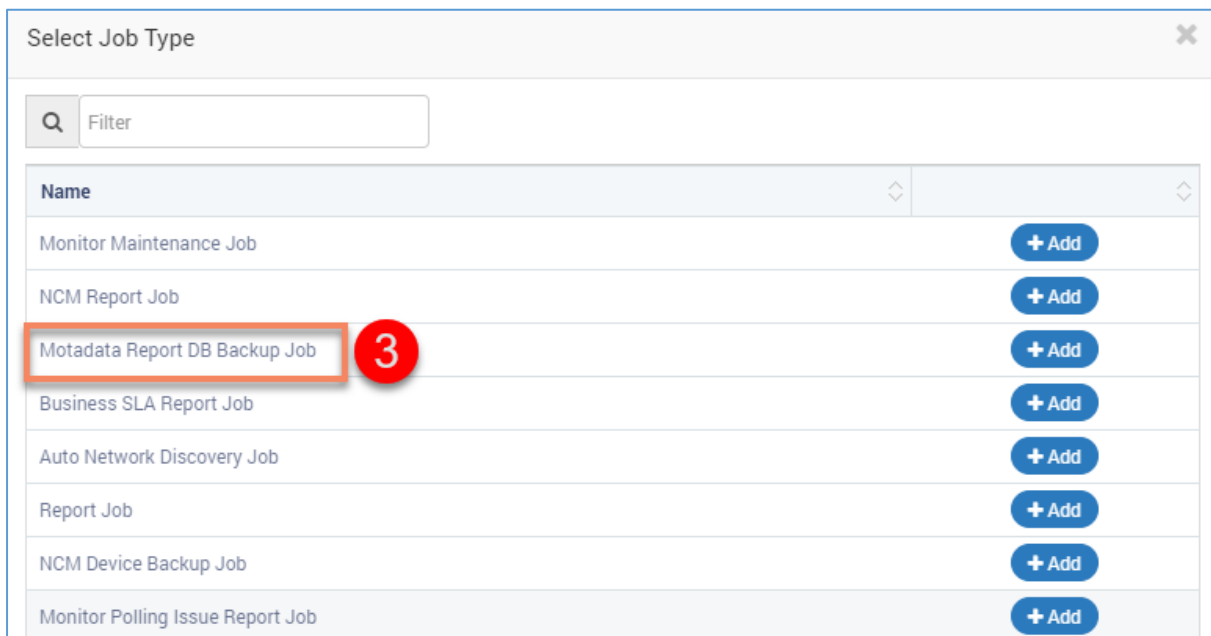 Select Job Type
Filter
Name
Monitor Maintenance Job + Add
NCM Report Job + Add
Motadata Report DB Backup Job 3 + Add
Business SLA Report Job + Add
Auto Network Discovery Job + Add
Report Job + Add
NCM Device Backup Job + Add
Monitor Polling Issue Report Job + Add